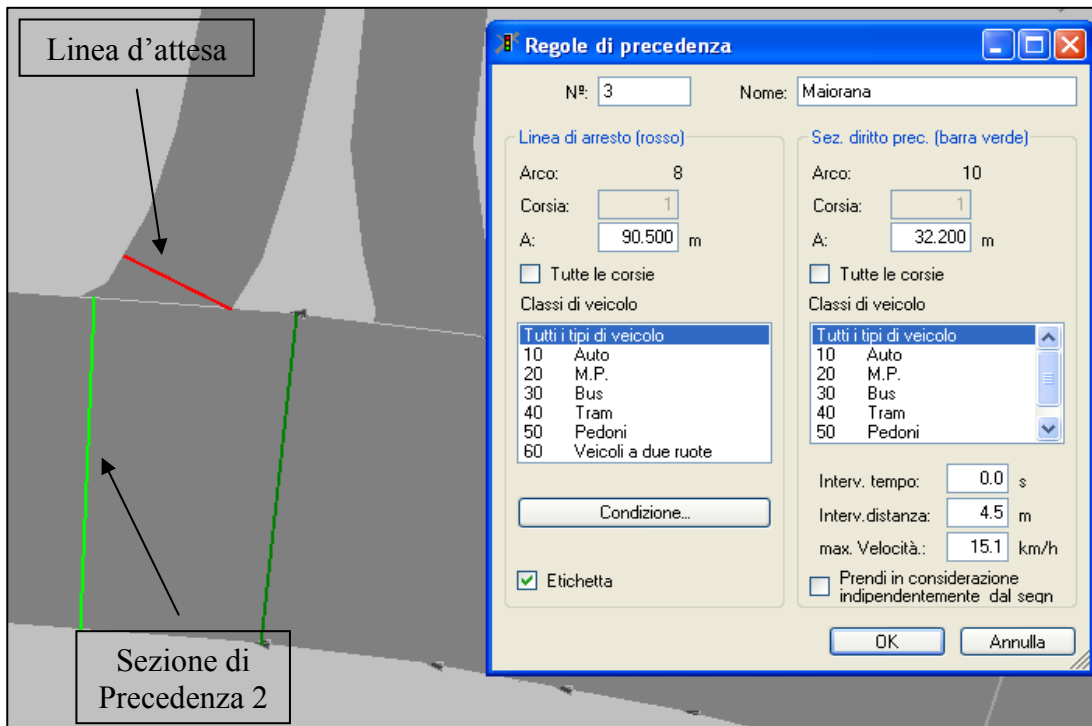 Linea d'attesa
Regole di precedenza
Nº: 3 Nome: Maiorana
Linea di arresto (rosso)
Arco: 8
Corsia: 1
A: 90.500 m
Tutte le corsie
Classi di veicolo
Tutti i tipi di veicolo
10 Auto
20 M.P.
30 Bus
40 Tram
50 Pedoni
60 Veicoli a due ruote
Condizione...
Etichetta
Sez. diritto prec. (barra verde)
Arco: 10
Corsia: 1
A: 32.200 m
Tutte le corsie
Classi di veicolo
Tutti i tipi di veicolo
10 Auto
20 M.P.
30 Bus
40 Tram
50 Pedoni
Interv. tempo: 0.0 s
Interv.distanza: 4.5 m
max. Velocità.: 15.1 km/h
Prendi in considerazione
indipendentemente dal segn
OK Annulla
Sezione di
Precedenza 2